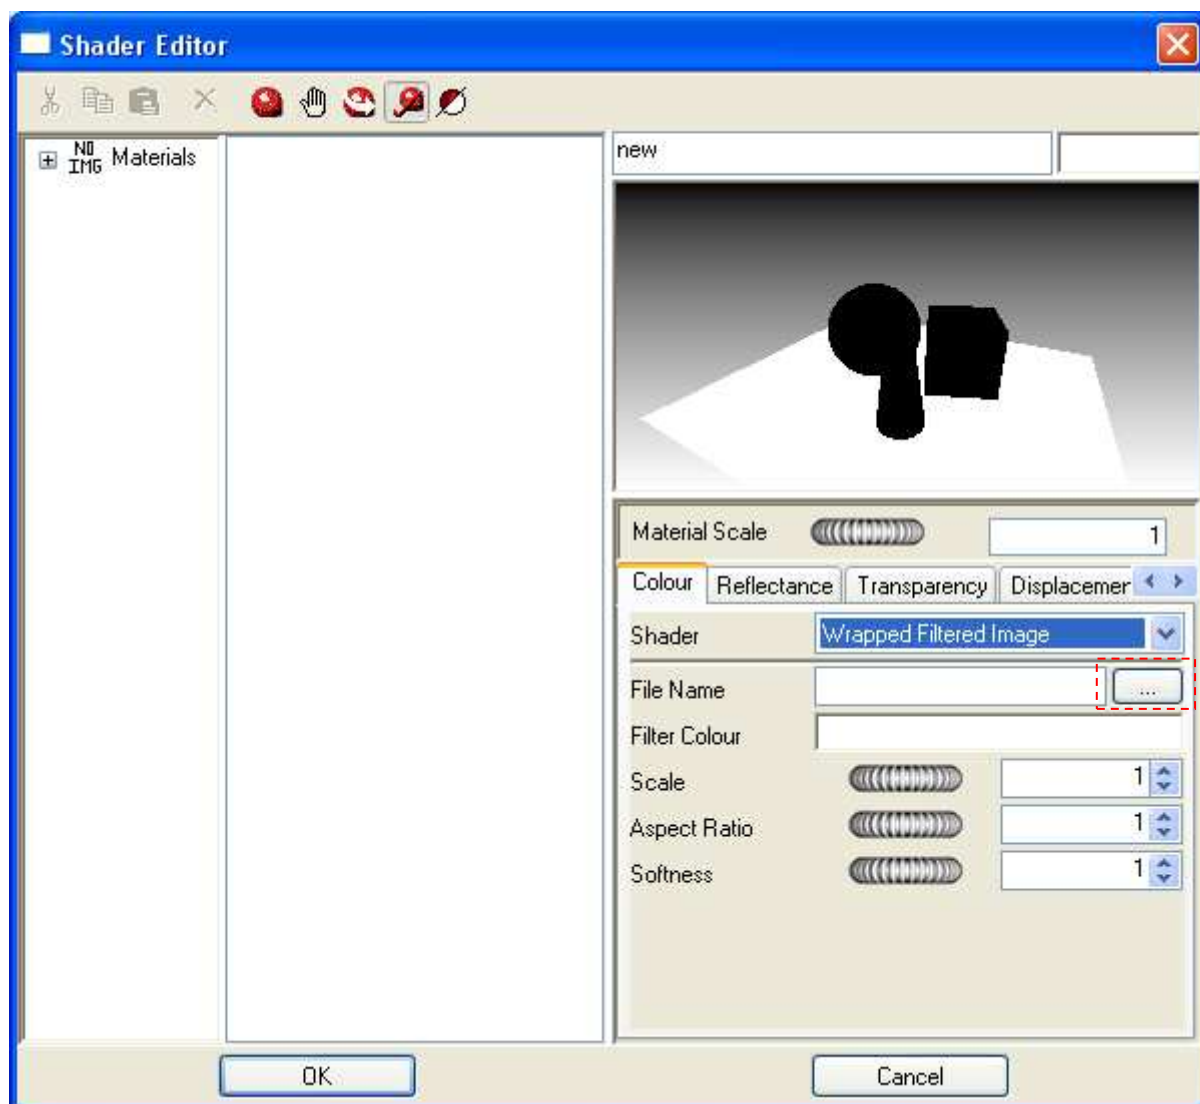 Shader Editor
NO IMG Materials
new
Material Scale 1
Colour Reflectance Transparency Displacemer
Shader Wrapped Filtered Image
File Name ...
Filter Colour
Scale 1
Aspect Ratio 1
Softness 1
OK Cancel